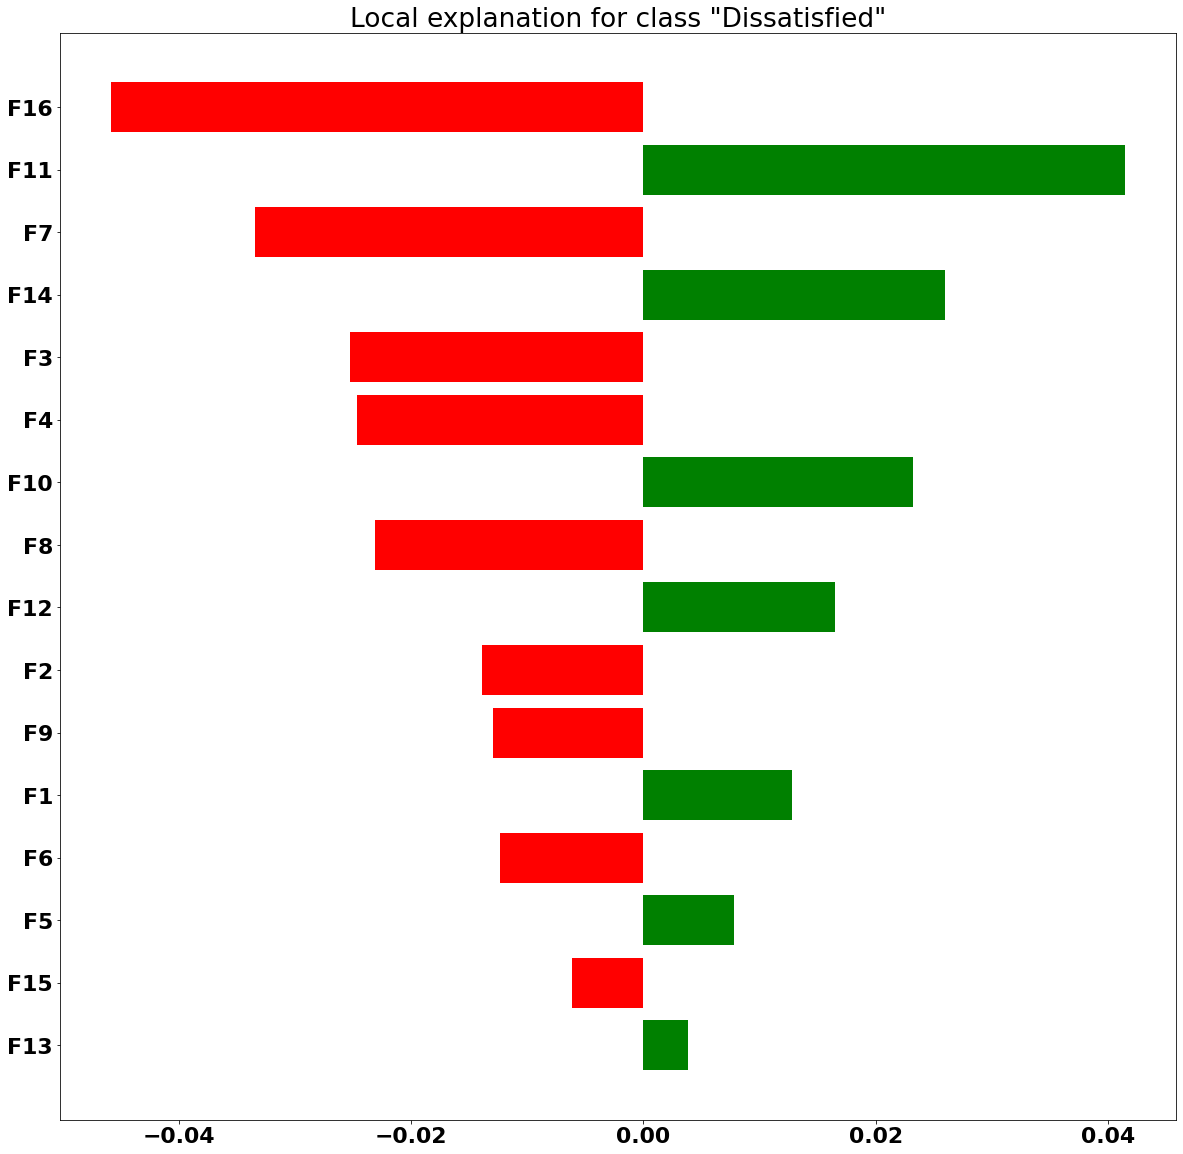 Local explanation for class "Dissatisfied"
F16
F11
F7
F14
F3
F4
F10
F8
F12
F2
F9
F1
F6
F5
F15
F13
−0.04 −0.02 0.00 0.02 0.04